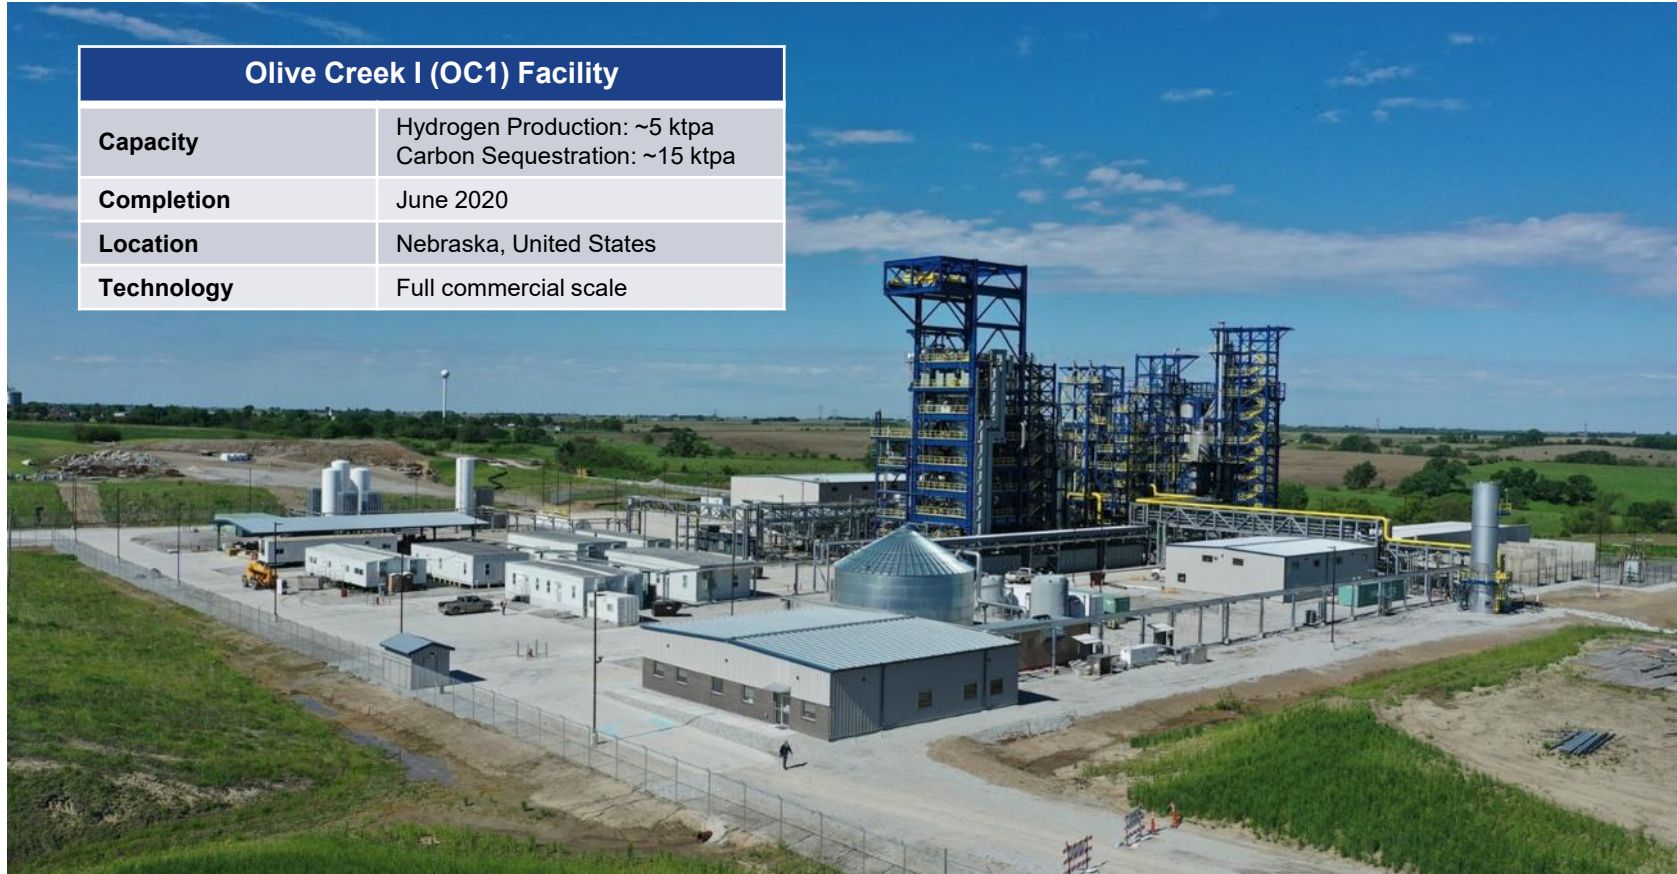 Olive Creek I (OC1) Facility
Capacity
Hydrogen Production: ~5 ktpa
Carbon Sequestration: ~15 ktpa
Completion
June 2020
Location
Nebraska, United States
Technology
Full commercial scale